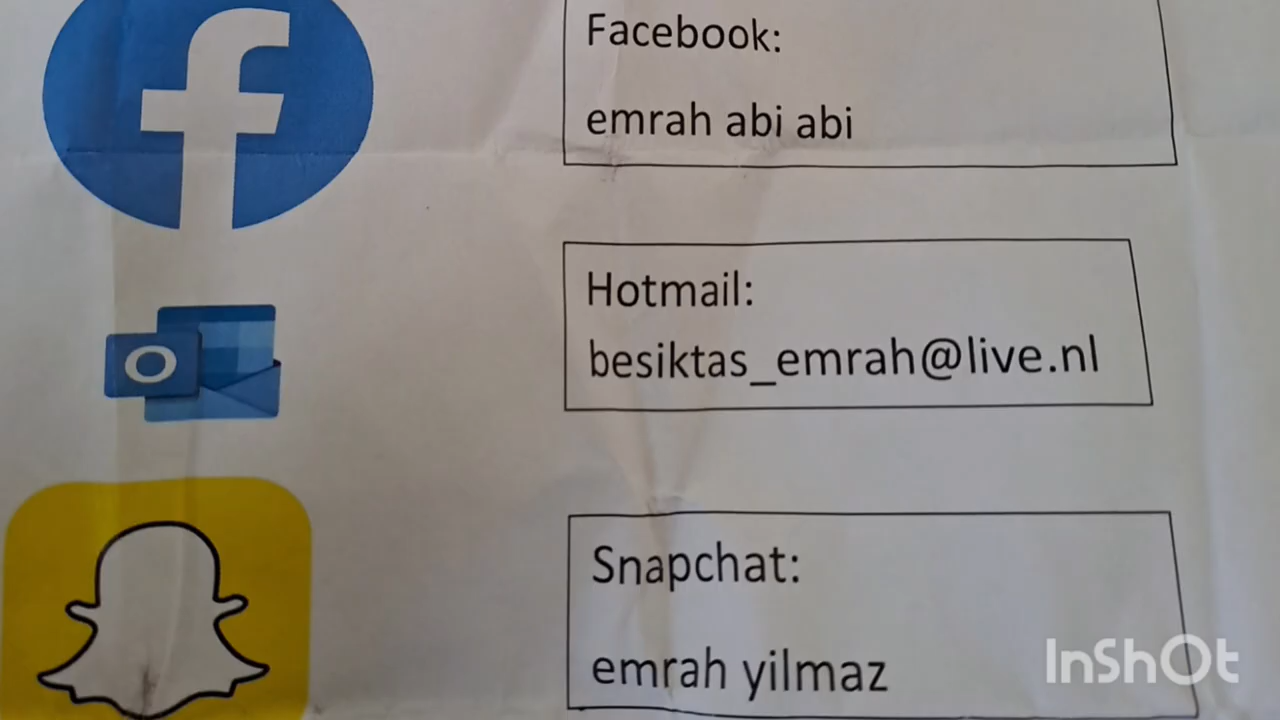 Facebook:
emrah abi abi
Hotmail:
besiktas_emrah@live.nl
Snapchat:
emrah yilmaz
InShOt